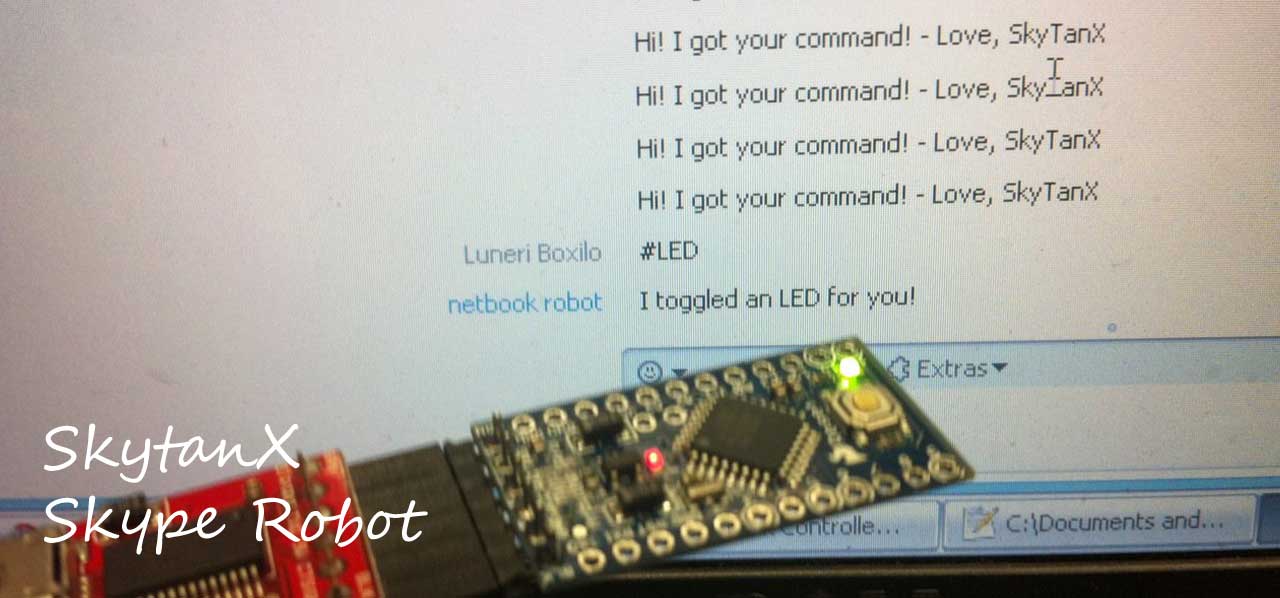 Hi! I got your command! - Love, SkyTanX
Hi! I got your command! - Love, SkyTanX
Hi! I got your command! - Love, SkyTanX
Hi! I got your command! - Love, SkyTanX
Luneri Boxilo #LED
netbook robot I toggled an LED for you!
Extras
SkytanX
Skype Robot
Controlle... C:\Documents and...